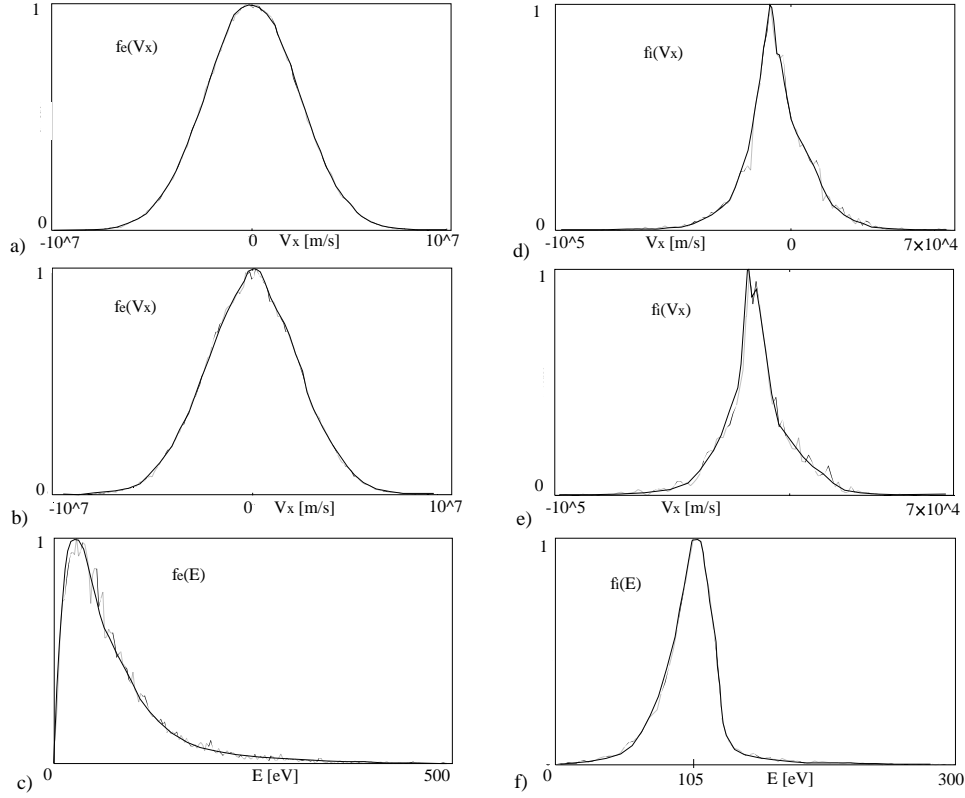 1
fe(Vx)
0
-10^7
0
Vx [m/s]
10^7
a)
1
fi(Vx)
0
-10^5
Vx [m/s]
0
7×10^4
d)
1
fe(Vx)
0
-10^7
0
Vx [m/s]
10^7
b)
1
fi(Vx)
0
-10^5
Vx [m/s]
7×10^4
e)
1
fe(E)
0
E [eV]
500
c)
1
fi(E)
0
105
E [eV]
300
f)